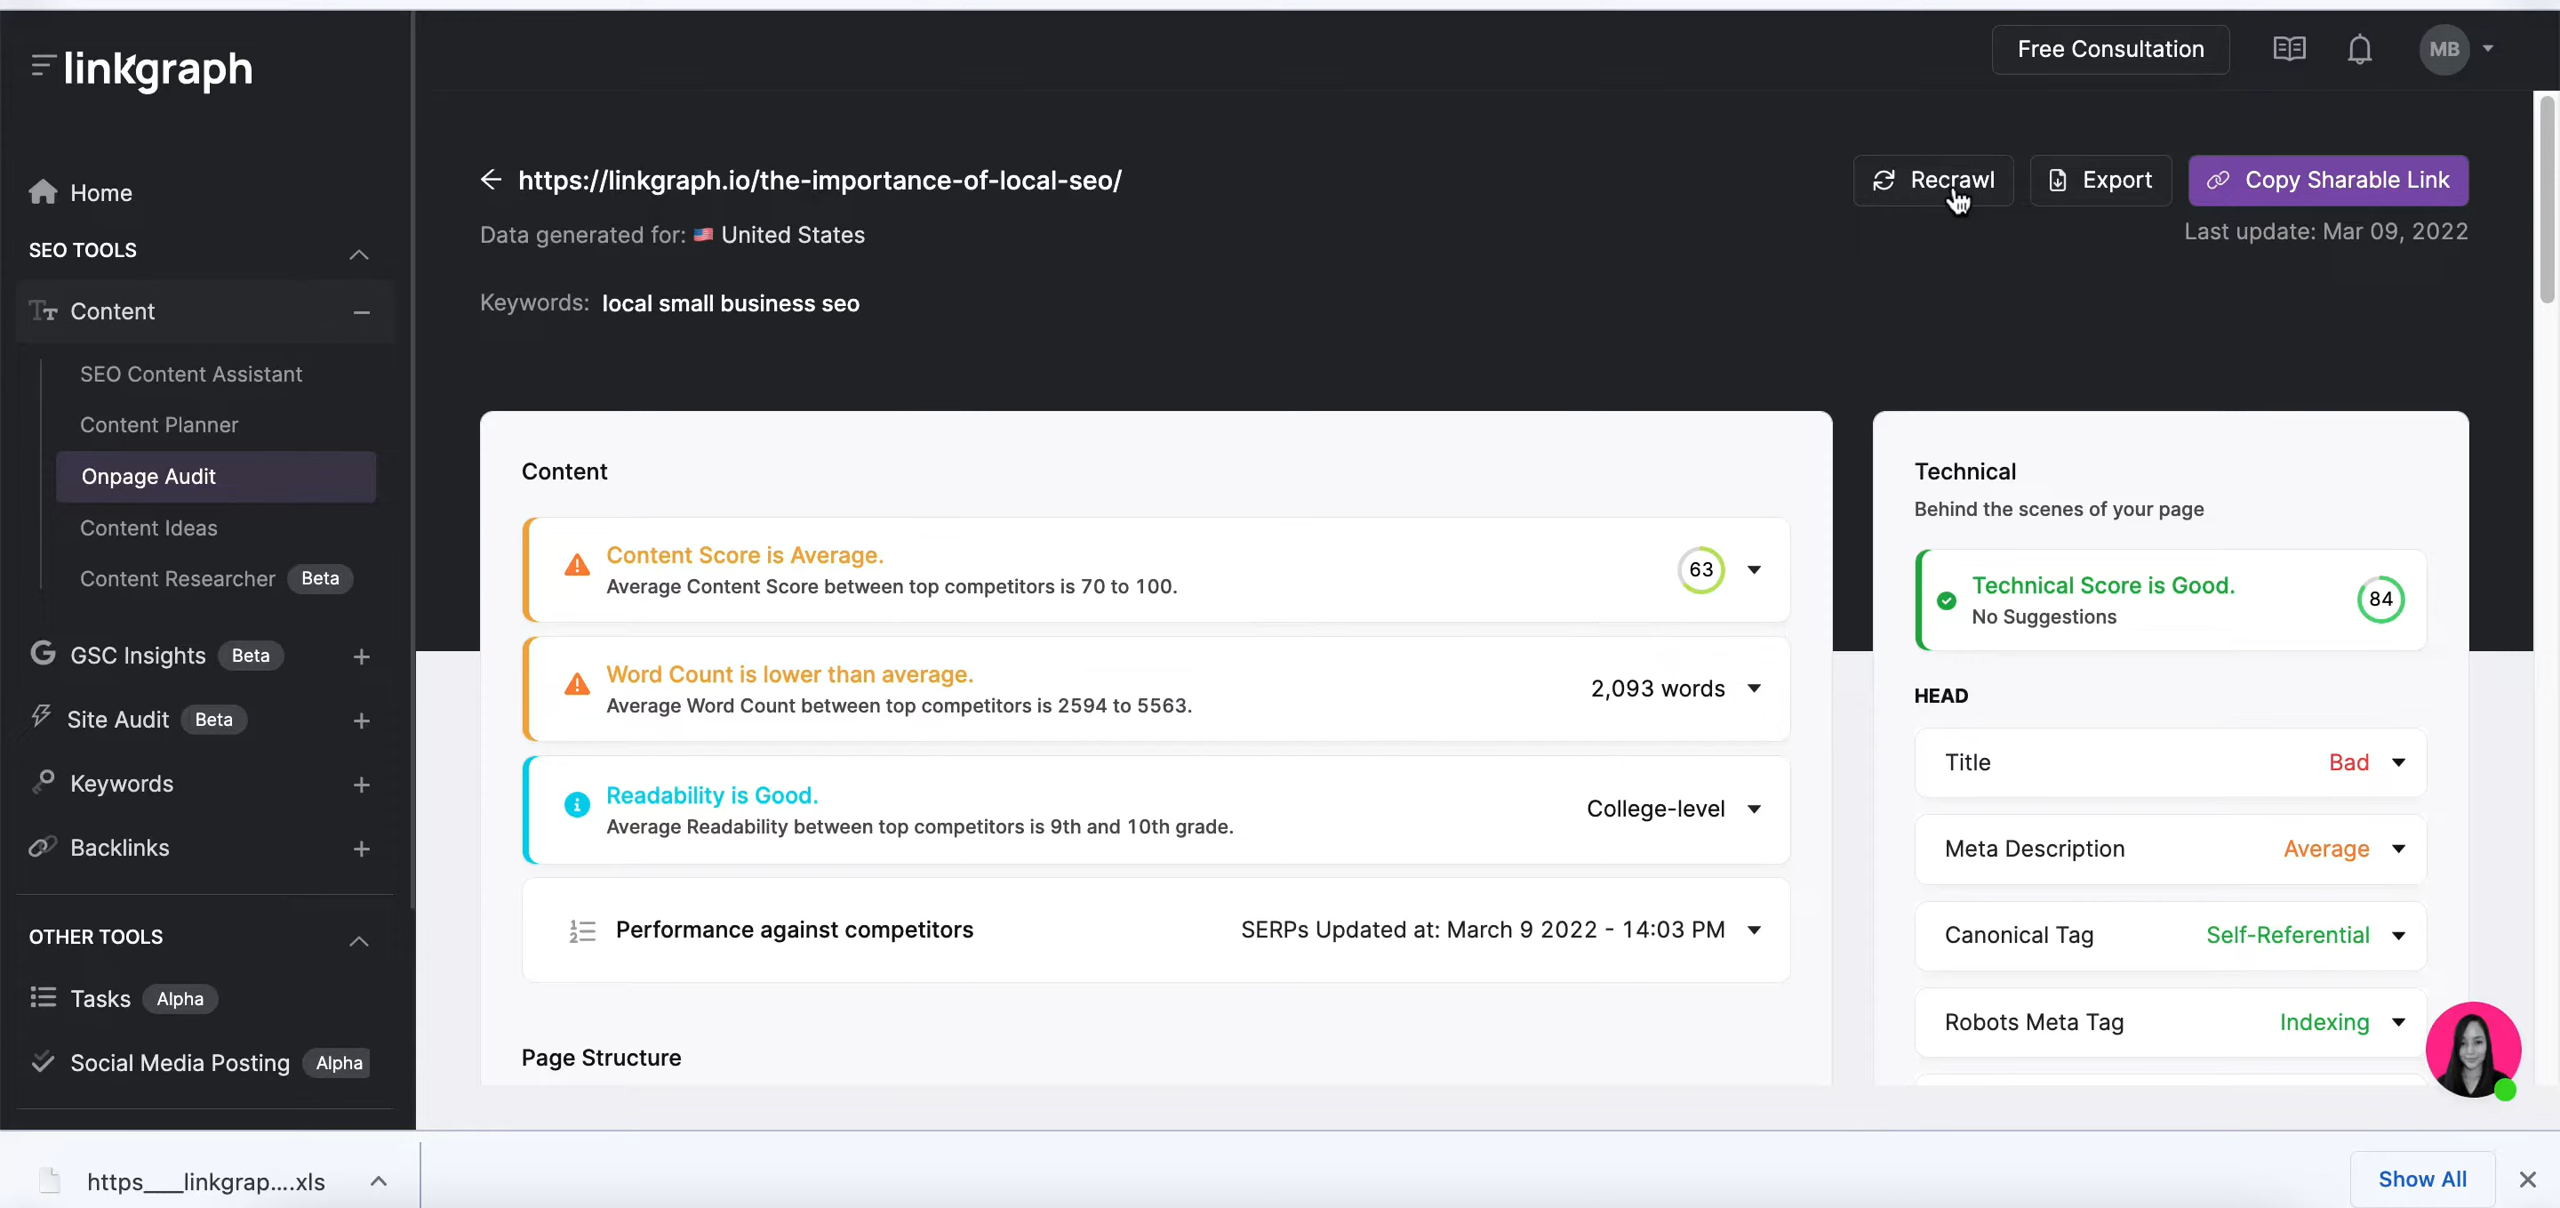 linkgraph
Free Consultation
MB
Home
SEO TOOLS
Content
SEO Content Assistant
Content Planner
Onpage Audit
Content Ideas
Content Researcher Beta
GSC Insights Beta
Site Audit Beta
Keywords
Backlinks
OTHER TOOLS
Tasks Alpha
Social Media Posting Alpha
https://linkgraph.io/the-importance-of-local-seo/
Recrawl
Export
Copy Sharable Link
Data generated for: United States
Last update: Mar 09, 2022
Keywords: local small business seo
Content
Content Score is Average.
Average Content Score between top competitors is 70 to 100.
63
Word Count is lower than average.
Average Word Count between top competitors is 2594 to 5563.
2,093 words
Readability is Good.
Average Readability between top competitors is 9th and 10th grade.
College-level
Performance against competitors
SERPs Updated at: March 9 2022 - 14:03 PM
Page Structure
Technical
Behind the scenes of your page
Technical Score is Good.
No Suggestions
84
HEAD
Title Bad
Meta Description Average
Canonical Tag Self-Referential
Robots Meta Tag Indexing
https___linkgrap....xls
Show All